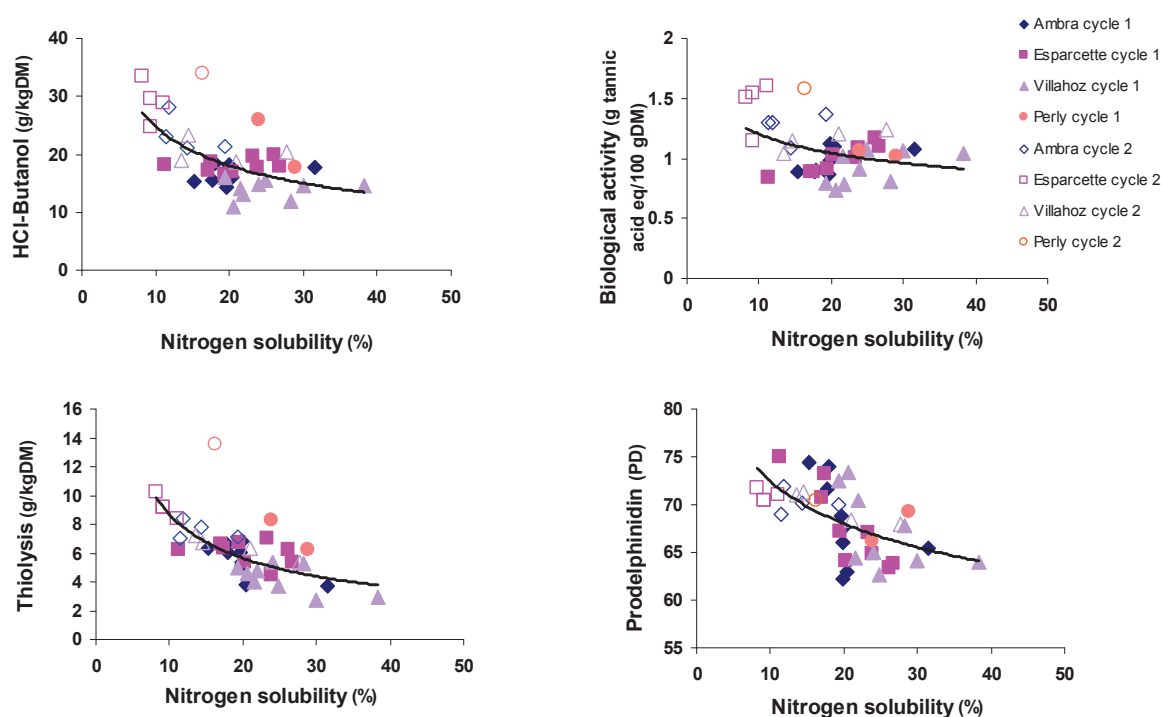 HCl-Butanol (g/kgDM)
40
30
20
10
0
0 10 20 30 40 50
Nitrogen solubility (%)
Biological activity (g tannic
acid eq/100 gDM)
2
1.5
1
0.5
0
0 10 20 30 40 50
Nitrogen solubility (%)
Ambra cycle 1
Esparcette cycle 1
Villahoz cycle 1
Perly cycle 1
Ambra cycle 2
Esparcette cycle 2
Villahoz cycle 2
Perly cycle 2
Thiolysis (g/kgDM)
16
14
12
10
8
6
4
2
0
0 10 20 30 40 50
Nitrogen solubility (%)
Prodelphinidin (PD)
80
75
70
65
60
55
0 10 20 30 40 50
Nitrogen solubility (%)